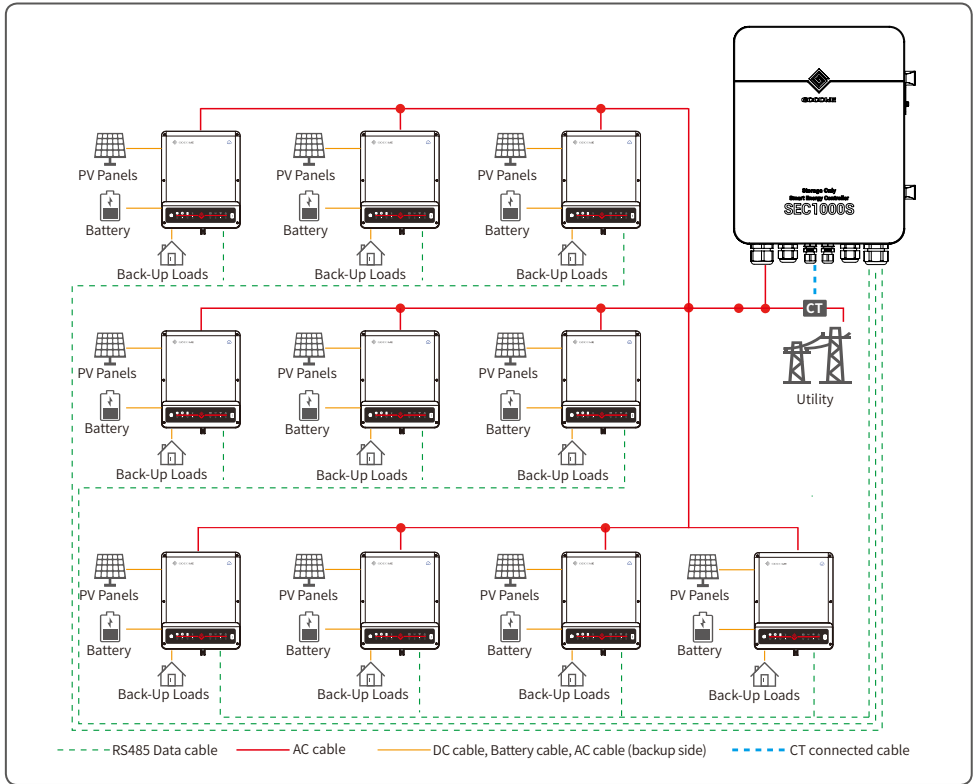 GOODWE
Storage Only
Smart Energy Controller
SEC1000S
PV Panels
PV Panels
PV Panels
Battery
Battery
Battery
Back-Up Loads
Back-Up Loads
Back-Up Loads
CT
PV Panels
PV Panels
PV Panels
Utility
Battery
Battery
Battery
Back-Up Loads
Back-Up Loads
Back-Up Loads
PV Panels
PV Panels
PV Panels
PV Panels
Battery
Battery
Battery
Battery
Back-Up Loads
Back-Up Loads
Back-Up Loads
Back-Up Loads
RS485 Data cable
AC cable
DC cable, Battery cable, AC cable (backup side)
CT connected cable